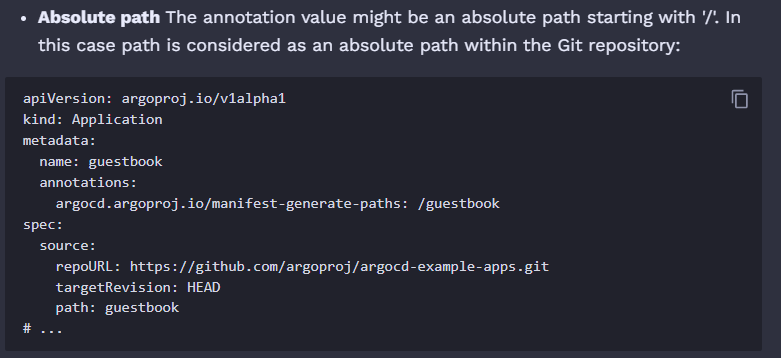 • Absolute path The annotation value might be an absolute path starting with '/'. In
this case path is considered as an absolute path within the Git repository:
apiVersion: argoproj.io/v1alpha1
kind: Application
metadata:
  name: guestbook
  annotations:
    argocd.argoproj.io/manifest-generate-paths: /guestbook
spec:
  source:
    repoURL: https://github.com/argoproj/argocd-example-apps.git
    targetRevision: HEAD
    path: guestbook
# ...